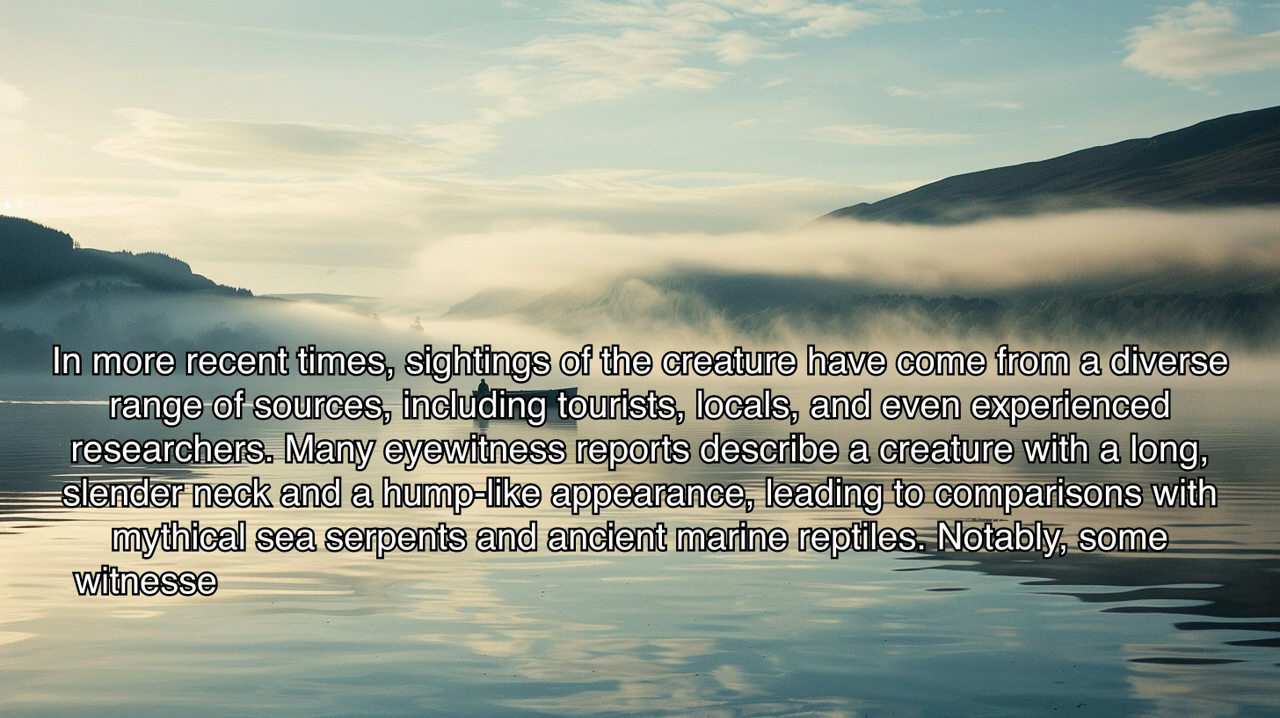 In more recent times, sightings of the creature have come from a diverse
range of sources, including tourists, locals, and even experienced
researchers. Many eyewitness reports describe a creature with a long,
slender neck and a hump-like appearance, leading to comparisons with
mythical sea serpents and ancient marine reptiles. Notably, some
witnesse